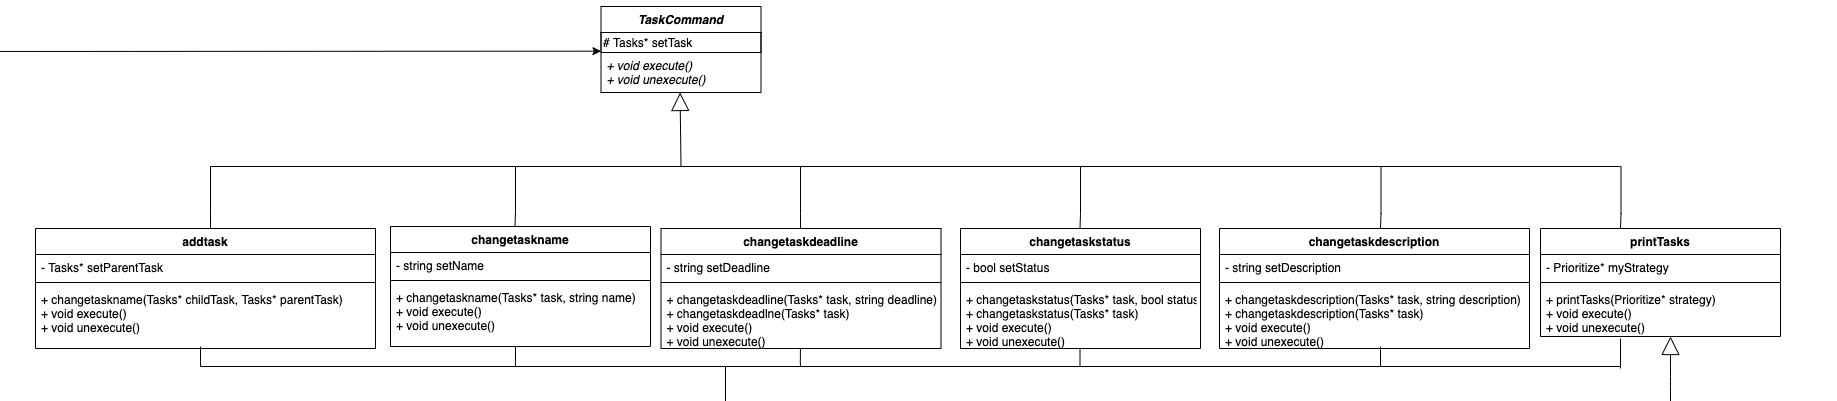 TaskCommand
# Tasks* setTask
+ void execute()
+ void unexecute()
addtask
- Tasks* setParentTask
+ changetaskname(Tasks* childTask, Tasks* parentTask)
+ void execute()
+ void unexecute()
changetaskname
- string setName
+ changetaskname(Tasks* task, string name)
+ void execute()
+ void unexecute()
changetaskdeadline
- string setDeadline
+ changetaskdeadline(Tasks* task, string deadline)
+ changetaskdeadlne(Tasks* task)
+ void execute()
+ void unexecute()
changetaskstatus
- bool setStatus
+ changetaskstatus(Tasks* task, bool status
+ changetaskstatus(Tasks* task)
+ void execute()
+ void unexecute()
changetaskdescription
- string setDescription
+ changetaskdescription(Tasks* task, string description)
+ changetaskdescription(Tasks* task)
+ void execute()
+ void unexecute()
printTasks
- Prioritize* myStrategy
+ printTasks(Prioritize* strategy)
+ void execute()
+ void unexecute()